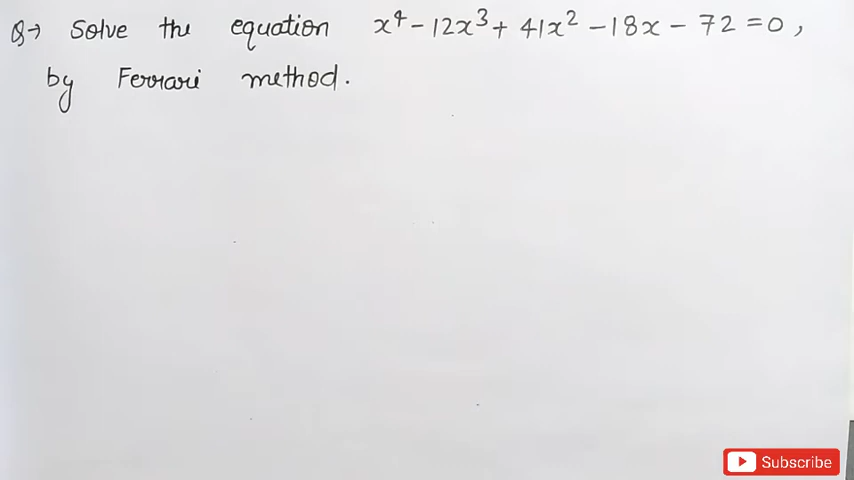 Q→ Solve the equation x⁴ - 12x³ + 41x² - 18x - 72 = 0,
by Ferrari method.
Subscribe